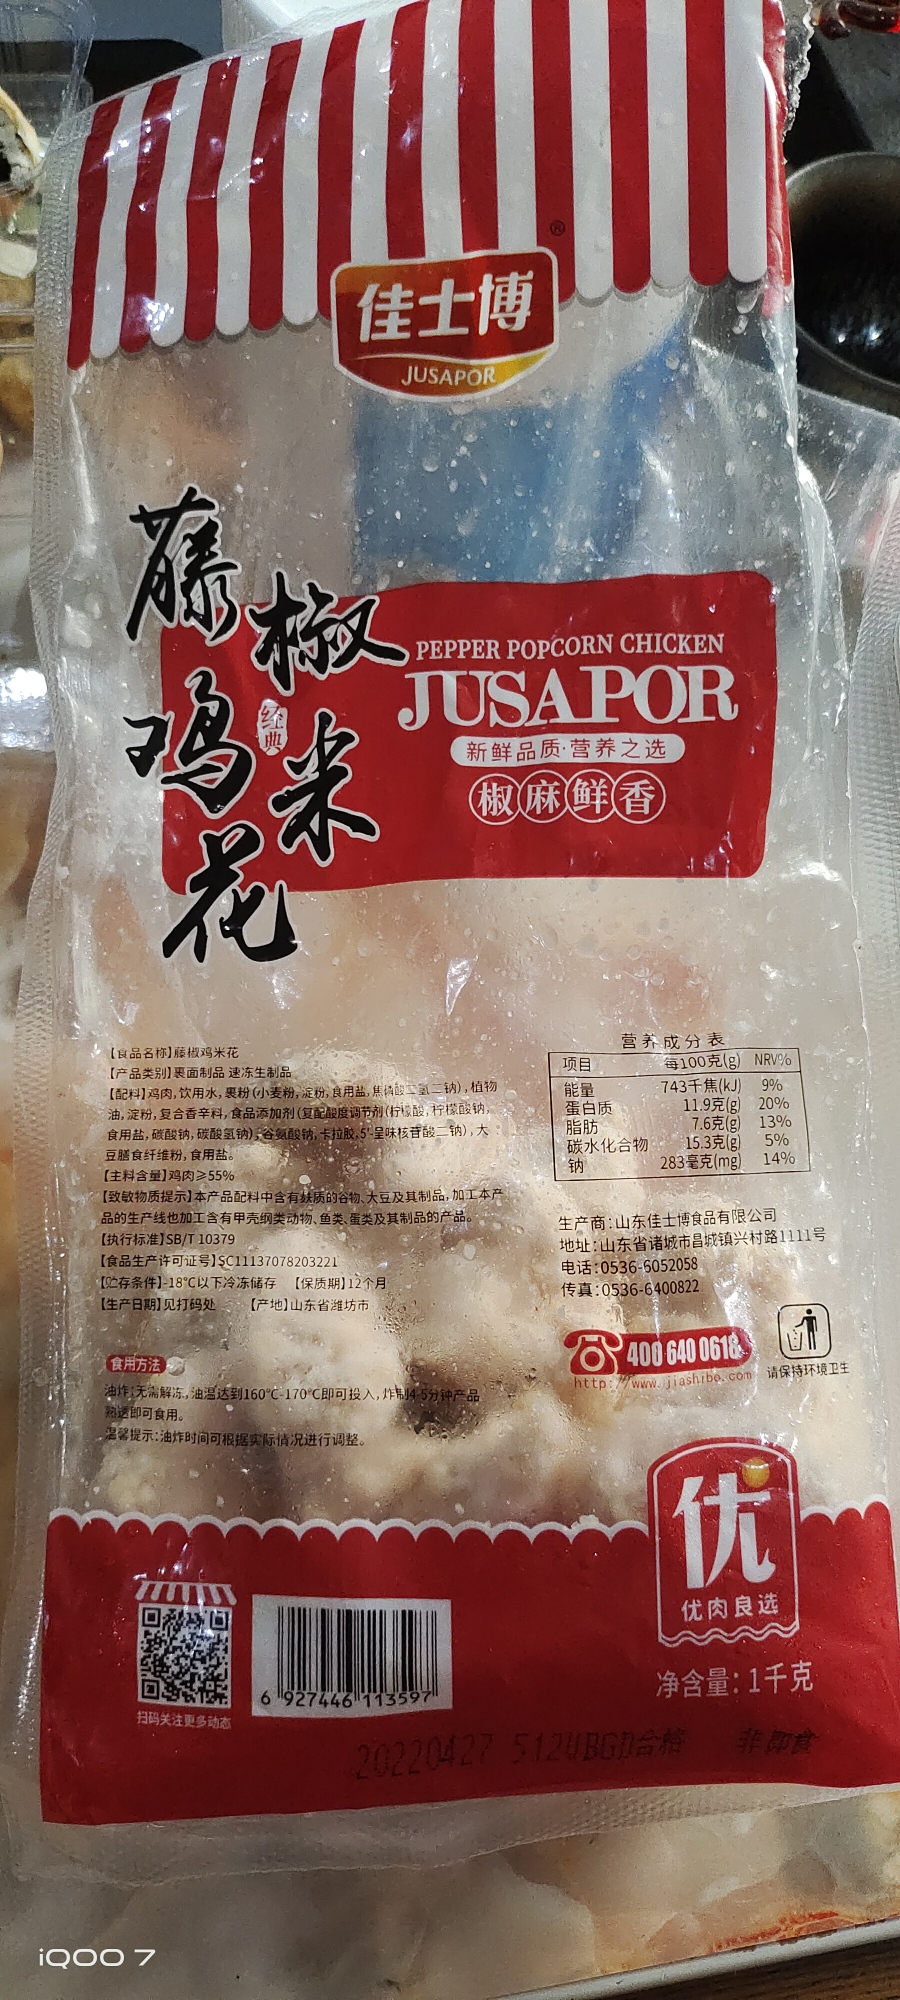 ®
佳士博
JUSAPOR
藤椒
鸡米花
经典
PEPPER POPCORN CHICKEN
JUSAPOR
新鲜品质·营养之选
椒麻鲜香
【食品名称】藤椒鸡米花
【产品类别】裹面制品 速冻生制品
【配料】鸡肉,饮用水,裹粉(小麦粉,淀粉,食用盐,焦磷酸二氢二钠),植物
油,淀粉,复合香辛料,食品添加剂(复配酸度调节剂(柠檬酸,柠檬酸钠,
食用盐,碳酸钠,碳酸氢钠),谷氨酸钠,卡拉胶,5'-呈味核苷酸二钠),大
豆膳食纤维粉,食用盐。
【主料含量】鸡肉≥55%
【致敏物质提示】本产品配料中含有麸质的谷物、大豆及其制品,加工本产
品的生产线也加工含有甲壳纲类动物、鱼类、蛋类及其制品的产品。
【执行标准】SB/T 10379
【食品生产许可证号】SC11137078203221
【贮存条件】-18℃以下冷冻储存 【保质期】12个月
【生产日期】见打码处 【产地】山东省潍坊市
食用方法
油炸:无需解冻,油温达到160℃-170℃即可投入,炸制4-5分钟产品
熟透即可食用。
温馨提示:油炸时间可根据实际情况进行调整。
营养成分表
项目 每100克(g) NRV%
能量 743千焦(kJ) 9%
蛋白质 11.9克(g) 20%
脂肪 7.6克(g) 13%
碳水化合物 15.3克(g) 5%
钠 283毫克(mg) 14%
生产商:山东佳士博食品有限公司
地址:山东省诸城市昌城镇兴村路1111号
电话:0536-6052058
传真:0536-6400822
400 640 0618
http://www.jiashibo.com
请保持环境卫生
优
优肉良选
净含量:1千克
扫码关注更多动态
6 927446 113597
20220427 512UBGD合格 非即食
iQOO 7